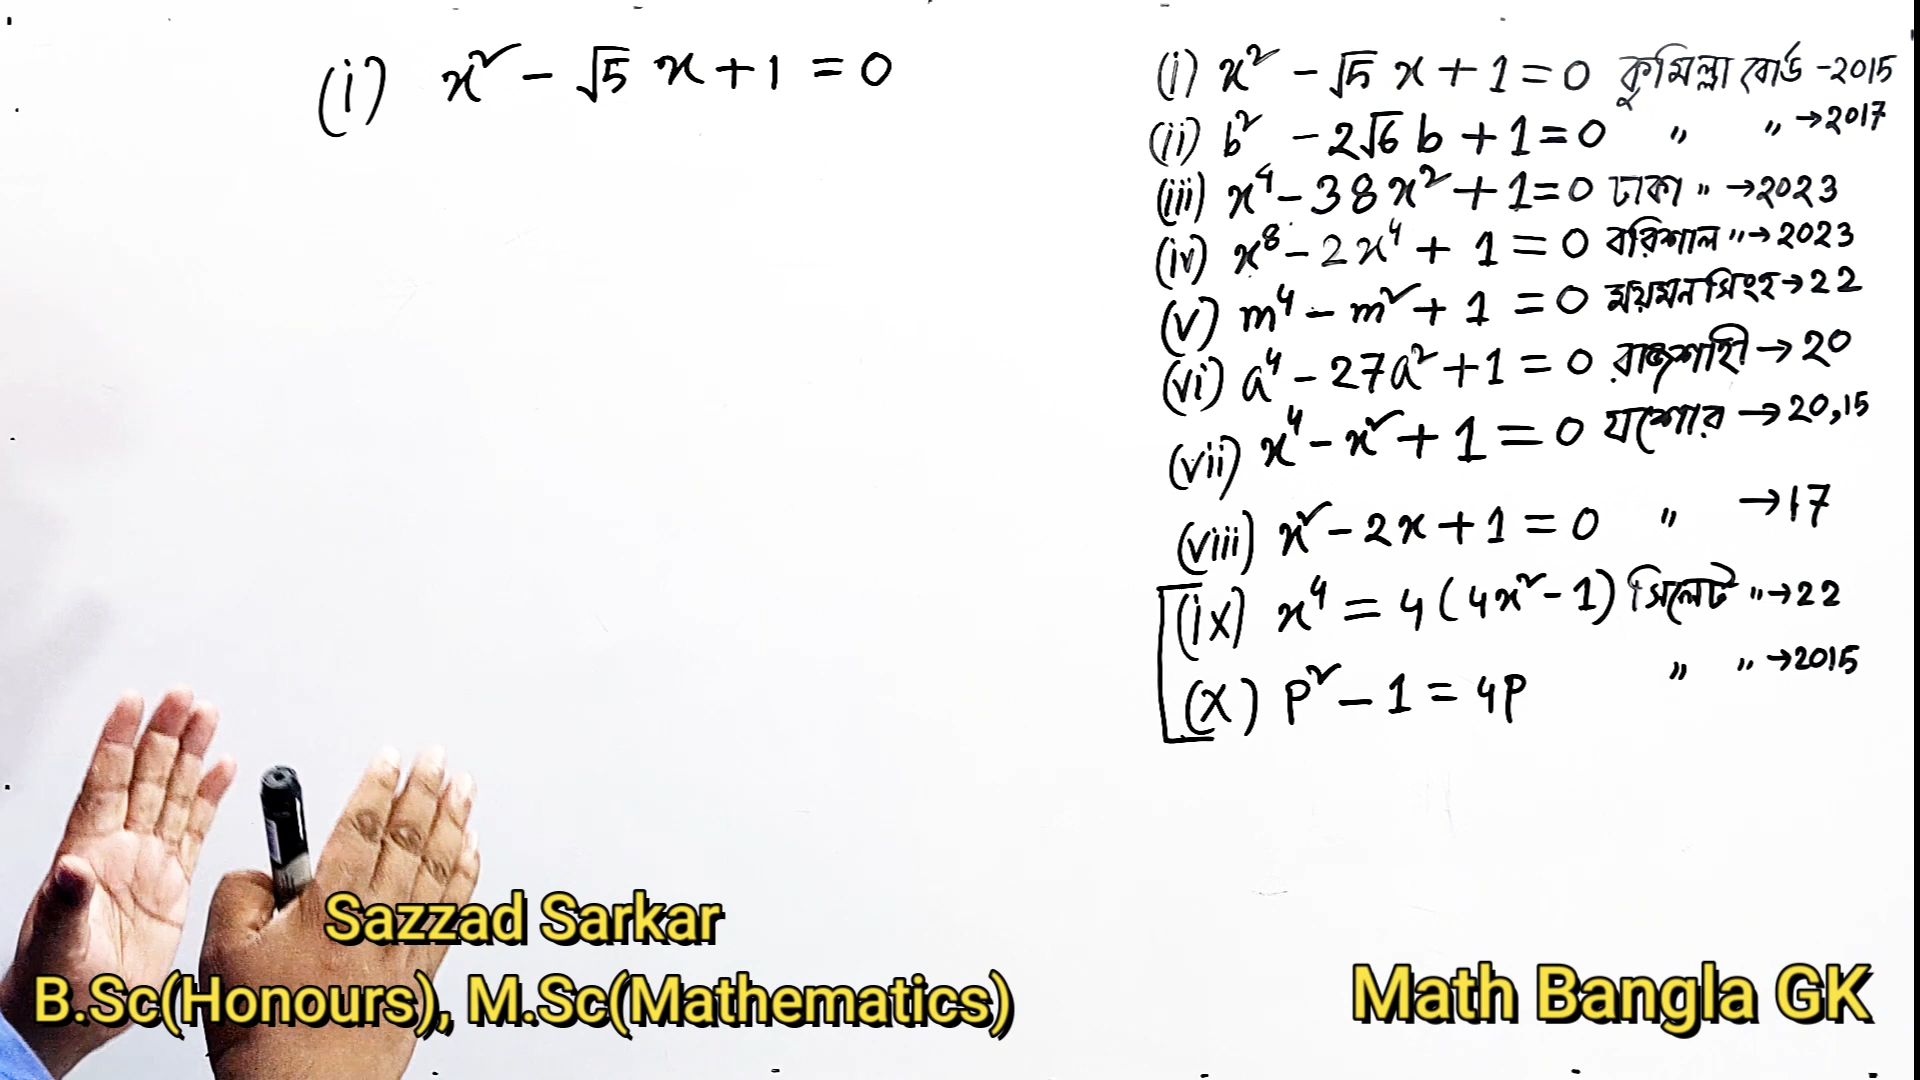 (i) x² - √5 x + 1 = 0
(i) x² - √5 x + 1 = 0 কুমিল্লা বোর্ড -2015
(ii) b² - 2√6 b + 1 = 0 " " →2017
(iii) x⁴ - 38x² + 1 = 0 ঢাকা " →2023
(iv) x⁸ - 2x⁴ + 1 = 0 বরিশাল " → 2023
(v) m⁴ - m² + 1 = 0 ময়মনসিংহ → 22
(vi) a⁴ - 27a² + 1 = 0 রাজশাহী → 20
(vii) x⁴ - x² + 1 = 0 যশোর → 20,15
(viii) x² - 2x + 1 = 0 " → 17
(ix) x⁴ = 4(4x² - 1) সিলেট " → 22
(x) p² - 1 = 4p " " → 2015
Sazzad Sarkar
B.Sc(Honours), M.Sc(Mathematics)
Math Bangla GK